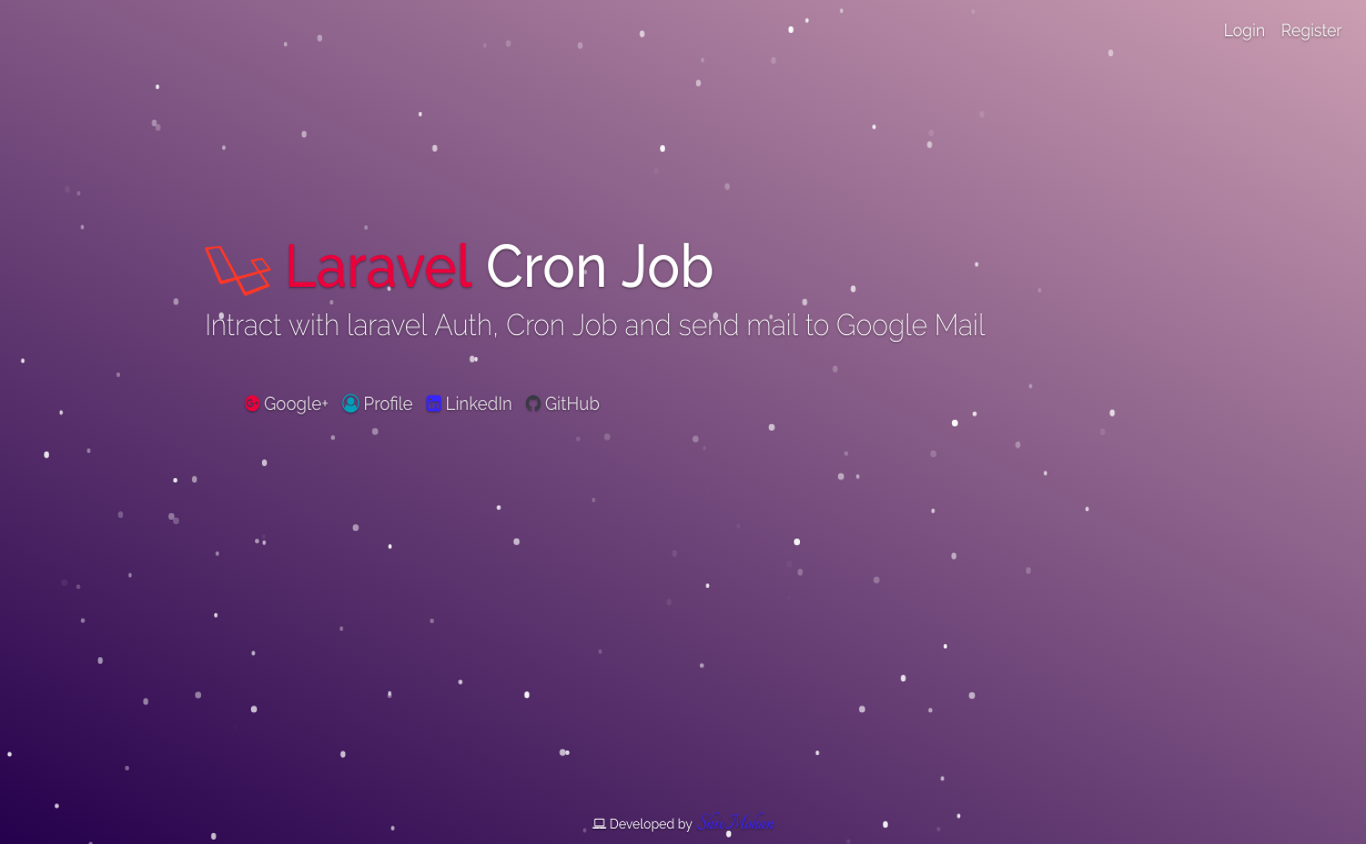 Login Register
Laravel Cron Job
Intract with laravel Auth, Cron Job and send mail to Google Mail
Google+ Profile LinkedIn GitHub
Developed by